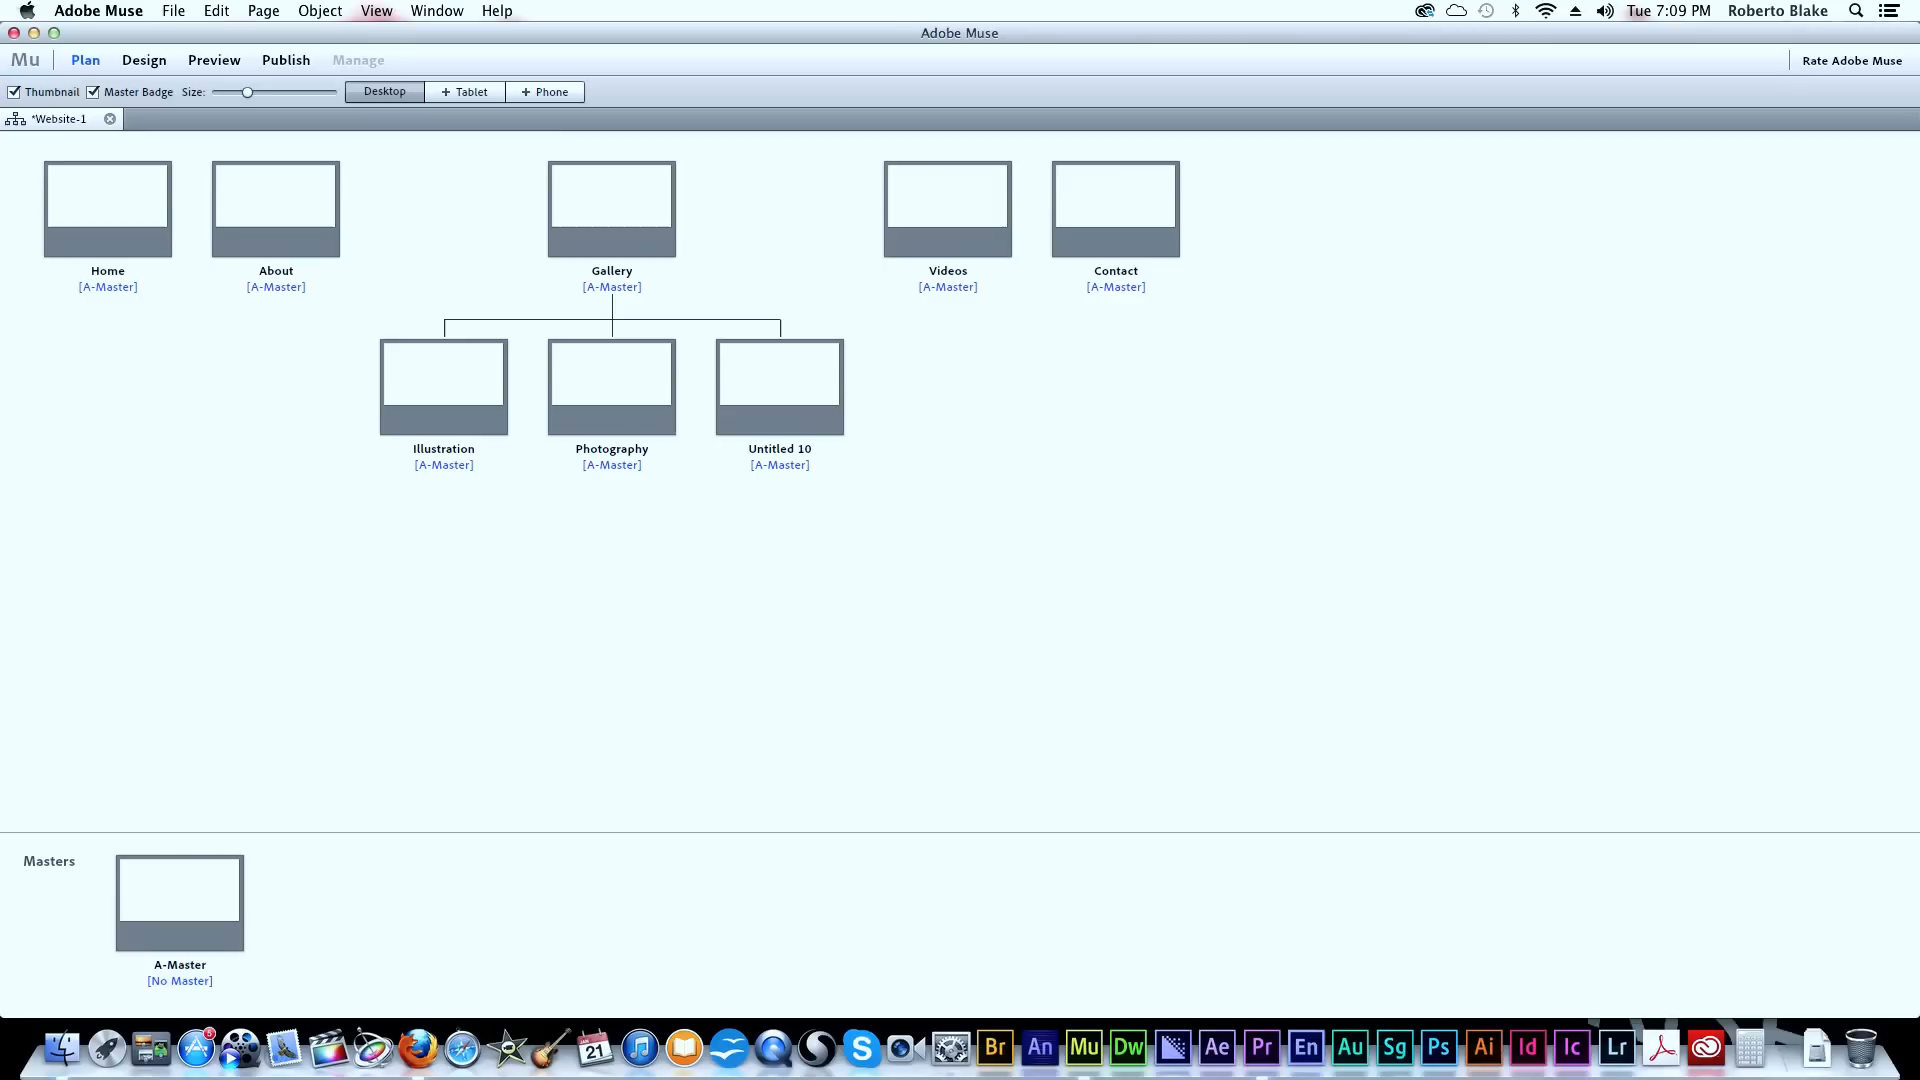 Adobe Muse File Edit Page Object View Window Help Tue 7:09 PM Roberto Blake
Adobe Muse
Mu Plan Design Preview Publish Manage Rate Adobe Muse
Thumbnail Master Badge Size: Desktop + Tablet + Phone
*Website-1
Home About Gallery Videos Contact
[A-Master] [A-Master] [A-Master] [A-Master] [A-Master]
Illustration Photography Untitled 10
[A-Master] [A-Master] [A-Master]
Masters
A-Master
[No Master]
5 JAN 21 Br An Mu Dw Ae Pr En Au Sg Ps Ai Id Ic Lr